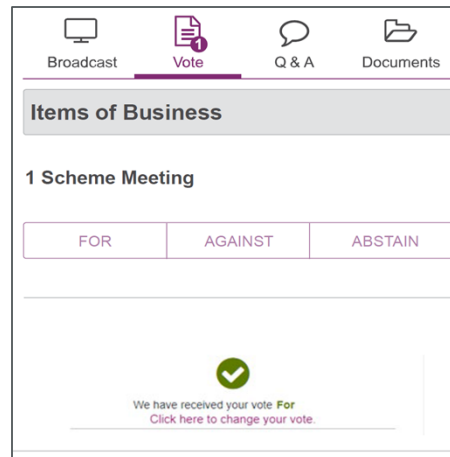 1
Broadcast Vote Q & A Documents
Items of Business
1 Scheme Meeting
FOR AGAINST ABSTAIN
We have received your vote For
Click here to change your vote.